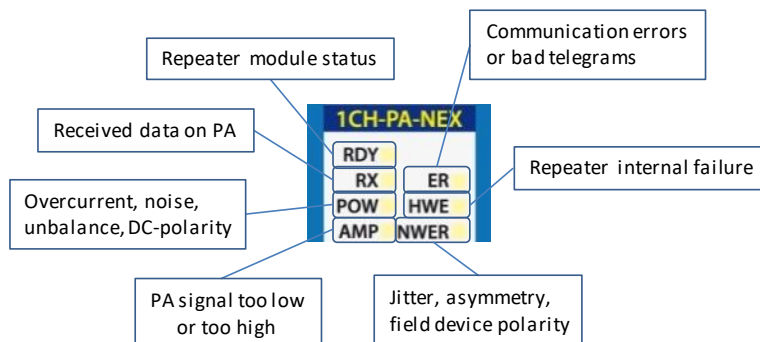 Communication errors
or bad telegrams
Repeater module status
1CH-PA-NEX
Received data on PA
RDY
RX ER
Repeater internal failure
Overcurrent, noise,
unbalance, DC-polarity
POW HWE
AMP NWER
PA signal too low
or too high
Jitter, asymmetry,
field device polarity